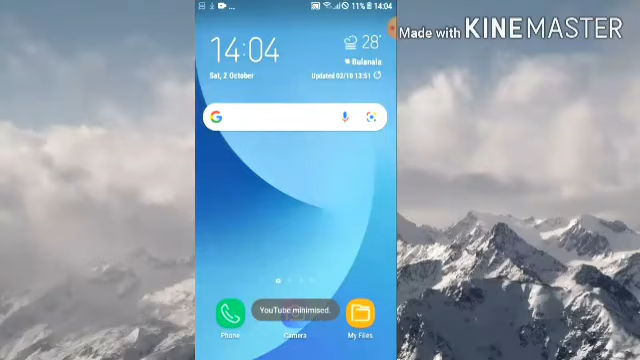 ... 11% 14:04
Made with KINEMASTER
14:04
28°
Bulanala
Sat, 2 October
Updated 02/10 13:51
YouTube minimised.
Phone
Camera
My Files